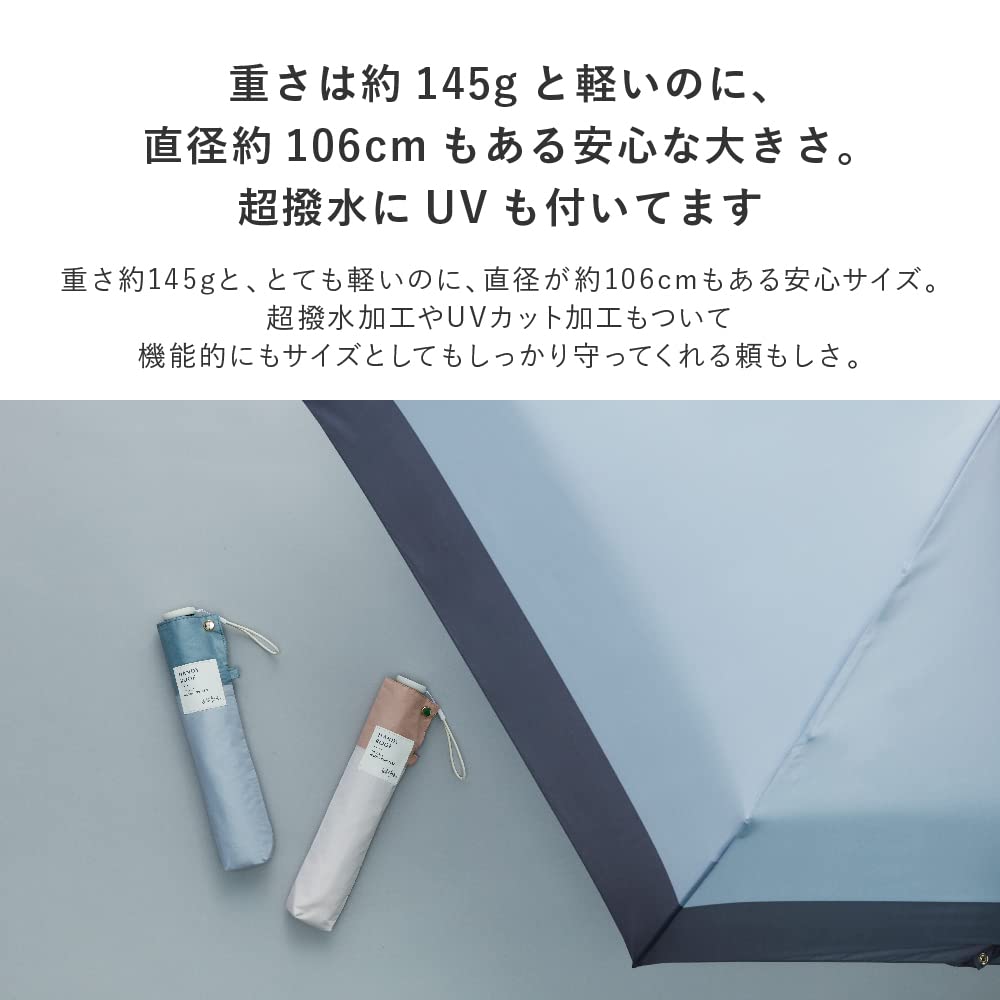 重さは約 145g と軽いのに、
直径約 106cm もある安心な大きさ。
超撥水に UV も付いてます
重さ約145gと、とても軽いのに、直径が約106cmもある安心サイズ。
超撥水加工やUVカット加工もついて
機能的にもサイズとしてもしっかり守ってくれる頼もしさ。
HANDY
ROOF
HANDY
ROOF